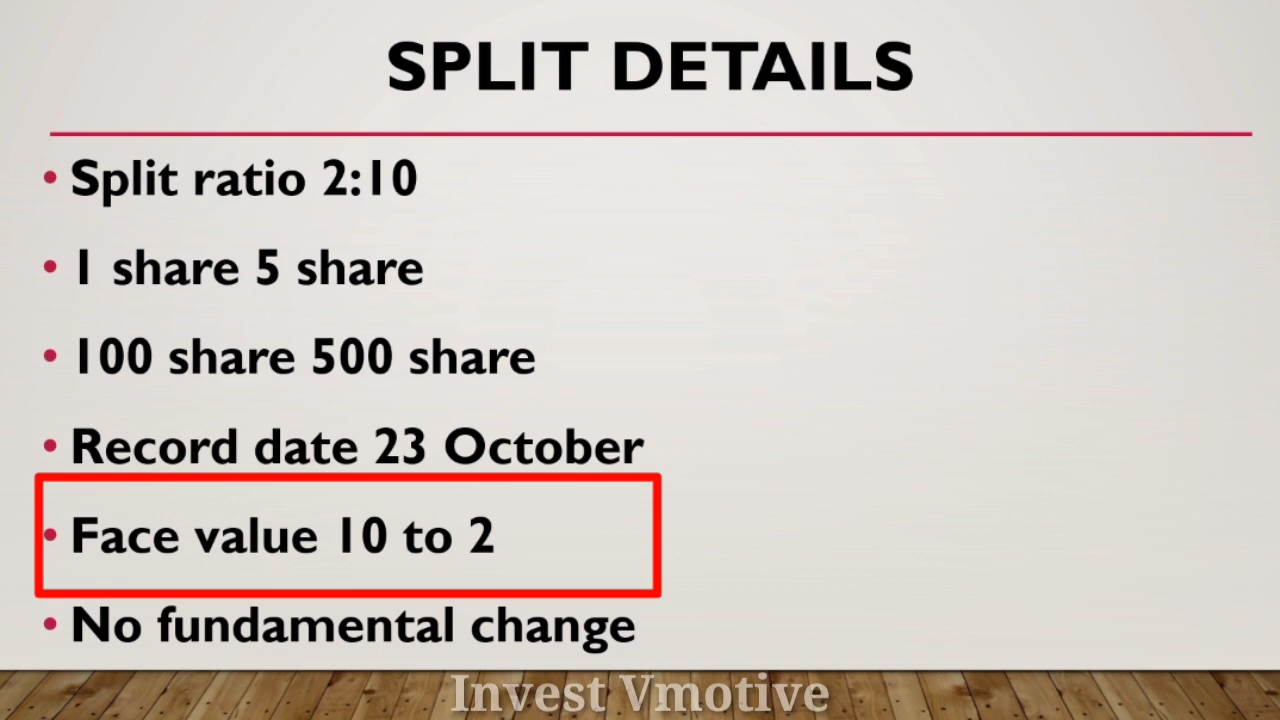 SPLIT DETAILS
• Split ratio 2:10
• 1 share 5 share
• 100 share 500 share
• Record date 23 October
• Face value 10 to 2
• No fundamental change
Invest Vmotive